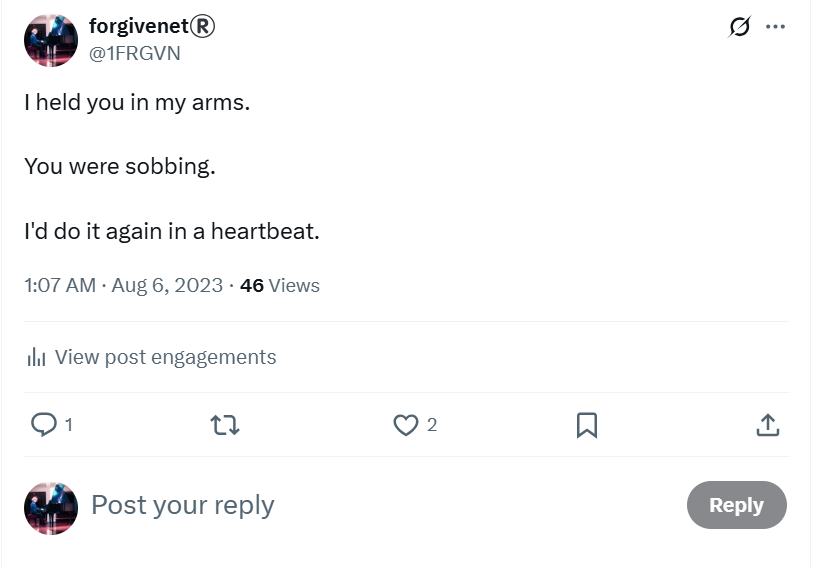 forgivenet®
@1FRGVN
I held you in my arms.
You were sobbing.
I'd do it again in a heartbeat.
1:07 AM · Aug 6, 2023 · 46 Views
View post engagements
1
2
Post your reply
Reply